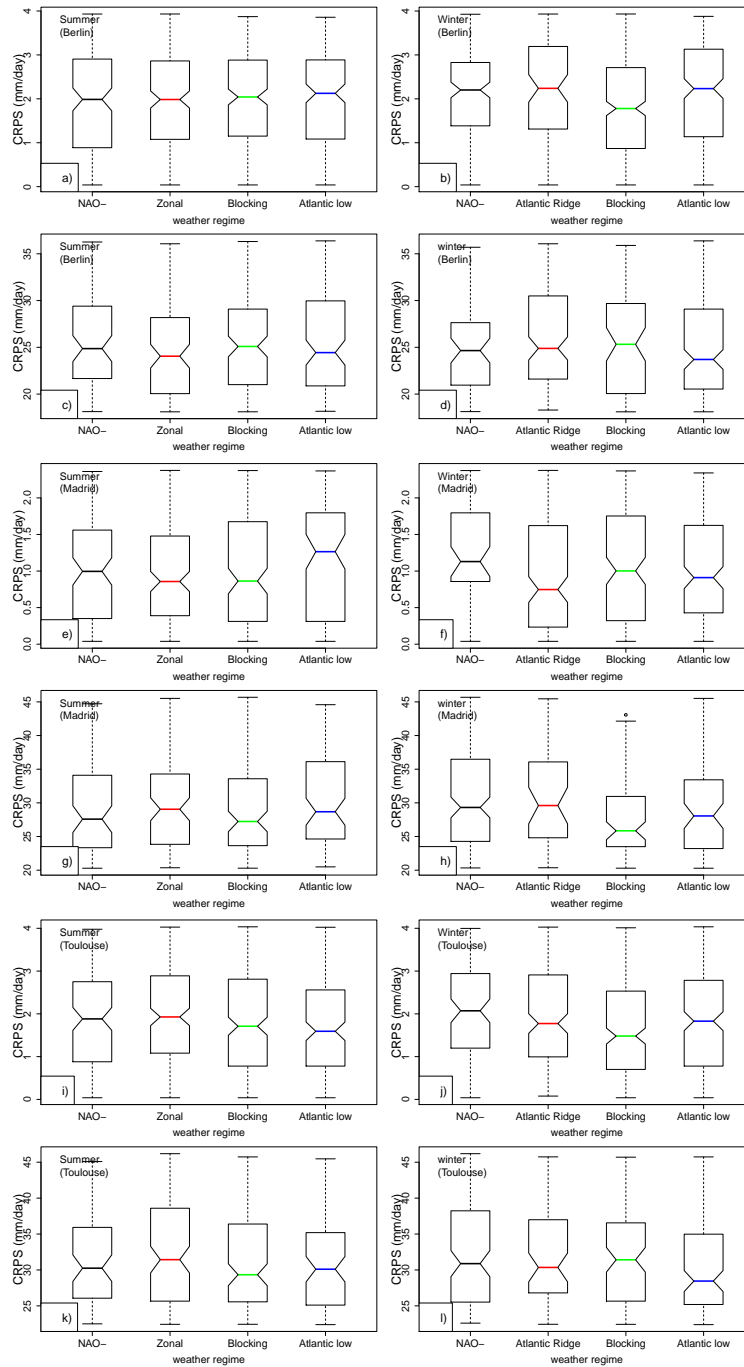 Summer
(Berlin)
CRPS (mm/day)
4
3
2
1
0
a)
NAO− Zonal Blocking Atlantic low
weather regime
Winter
(Berlin)
CRPS (mm/day)
4
3
2
1
0
b)
NAO− Atlantic Ridge Blocking Atlantic low
weather regime
Summer
(Berlin)
CRPS (mm/day)
35
30
25
20
c)
NAO− Zonal Blocking Atlantic low
weather regime
winter
(Berlin)
CRPS (mm/day)
35
30
25
20
d)
NAO− Atlantic Ridge Blocking Atlantic low
weather regime
Summer
(Madrid)
CRPS (mm/day)
2.0
1.5
1.0
0.5
0.0
e)
NAO− Zonal Blocking Atlantic low
weather regime
Winter
(Madrid)
CRPS (mm/day)
2.0
1.5
1.0
0.5
0.0
f)
NAO− Atlantic Ridge Blocking Atlantic low
weather regime
Summer
(Madrid)
CRPS (mm/day)
45
40
35
30
25
20
g)
NAO− Zonal Blocking Atlantic low
weather regime
winter
(Madrid)
CRPS (mm/day)
45
40
35
30
25
20
h)
NAO− Atlantic Ridge Blocking Atlantic low
weather regime
Summer
(Toulouse)
CRPS (mm/day)
4
3
2
1
0
i)
NAO− Zonal Blocking Atlantic low
weather regime
Winter
(Toulouse)
CRPS (mm/day)
4
3
2
1
0
j)
NAO− Atlantic Ridge Blocking Atlantic low
weather regime
Summer
(Toulouse)
CRPS (mm/day)
45
40
35
30
25
k)
NAO− Zonal Blocking Atlantic low
weather regime
winter
(Toulouse)
CRPS (mm/day)
45
40
35
30
25
l)
NAO− Atlantic Ridge Blocking Atlantic low
weather regime